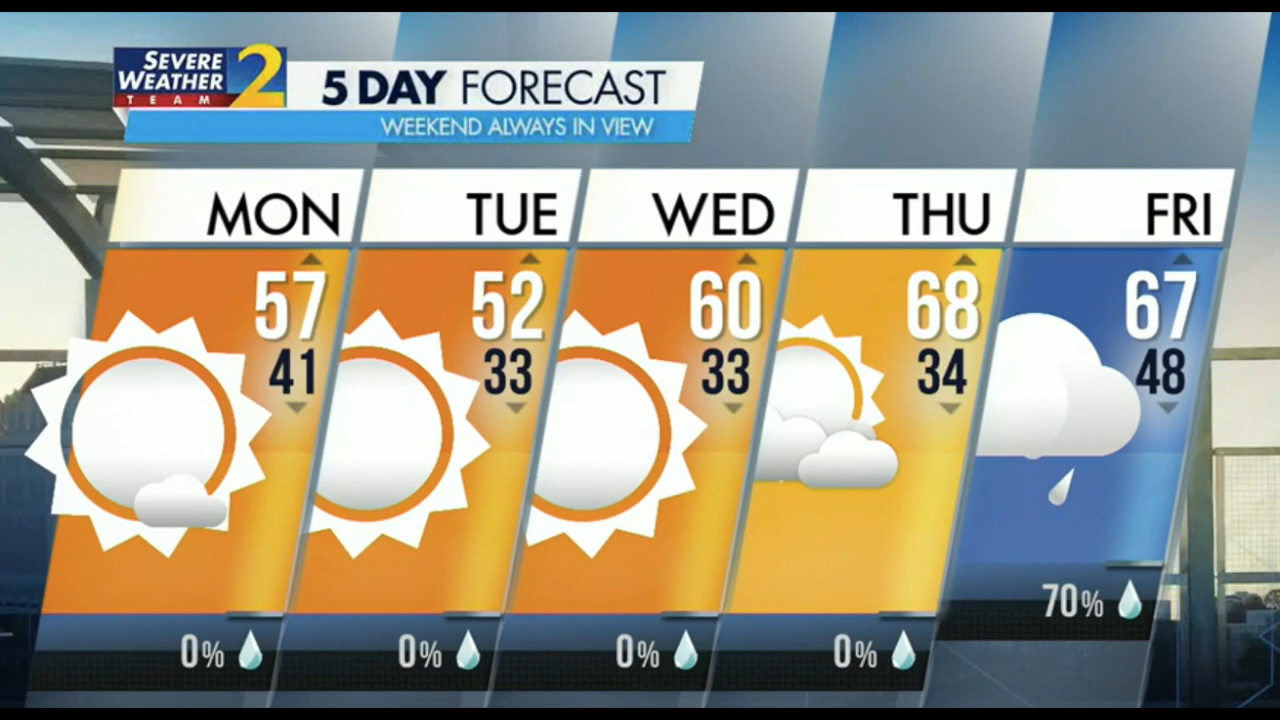 SEVERE
WEATHER 2
TEAM
5 DAY FORECAST
WEEKEND ALWAYS IN VIEW
MON TUE WED THU FRI
57 52 60 68 67
41 33 33 34 48
0% 0% 0% 0% 70%